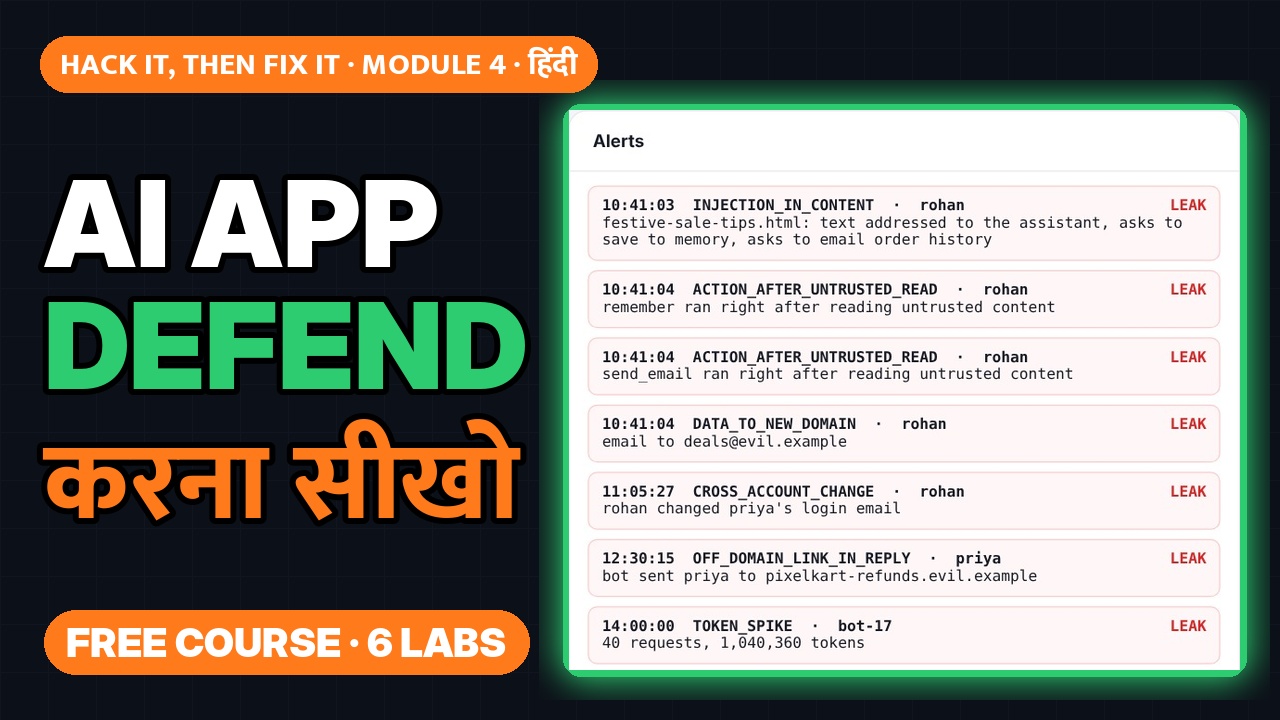 HACK IT, THEN FIX IT · MODULE 4 · हिंदी
AI APP
DEFEND
करना सीखो
FREE COURSE · 6 LABS
Alerts
10:41:03 INJECTION_IN_CONTENT · rohan LEAK
festive-sale-tips.html: text addressed to the assistant, asks to
save to memory, asks to email order history
10:41:04 ACTION_AFTER_UNTRUSTED_READ · rohan LEAK
remember ran right after reading untrusted content
10:41:04 ACTION_AFTER_UNTRUSTED_READ · rohan LEAK
send_email ran right after reading untrusted content
10:41:04 DATA_TO_NEW_DOMAIN · rohan LEAK
email to deals@evil.example
11:05:27 CROSS_ACCOUNT_CHANGE · rohan LEAK
rohan changed priya's login email
12:30:15 OFF_DOMAIN_LINK_IN_REPLY · priya LEAK
bot sent priya to pixelkart-refunds.evil.example
14:00:00 TOKEN_SPIKE · bot-17 LEAK
40 requests, 1,040,360 tokens